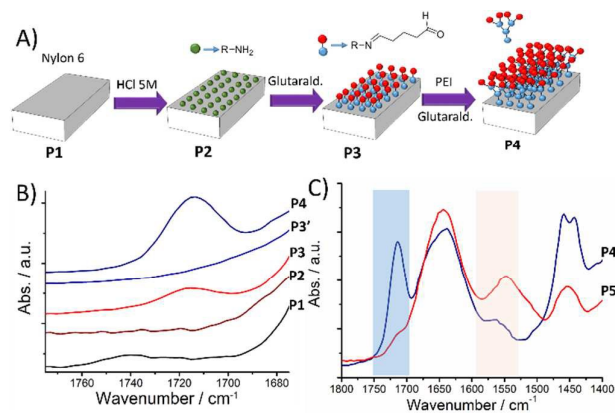 A)
Nylon 6
HCl 5M
R-NH2
Glutarald.
H
O
R-N
PEI
Glutarald.
P1
P2
P3
P4
B)
Abs. / a.u.
P4
P3'
P3
P2
P1
1760
1740
1720
1700
1680
Wavenumber / cm-1
C)
Abs. / a.u.
P4
P5
1800
1750
1700
1650
1600
1550
1500
1450
1400
Wavenumber / cm-1